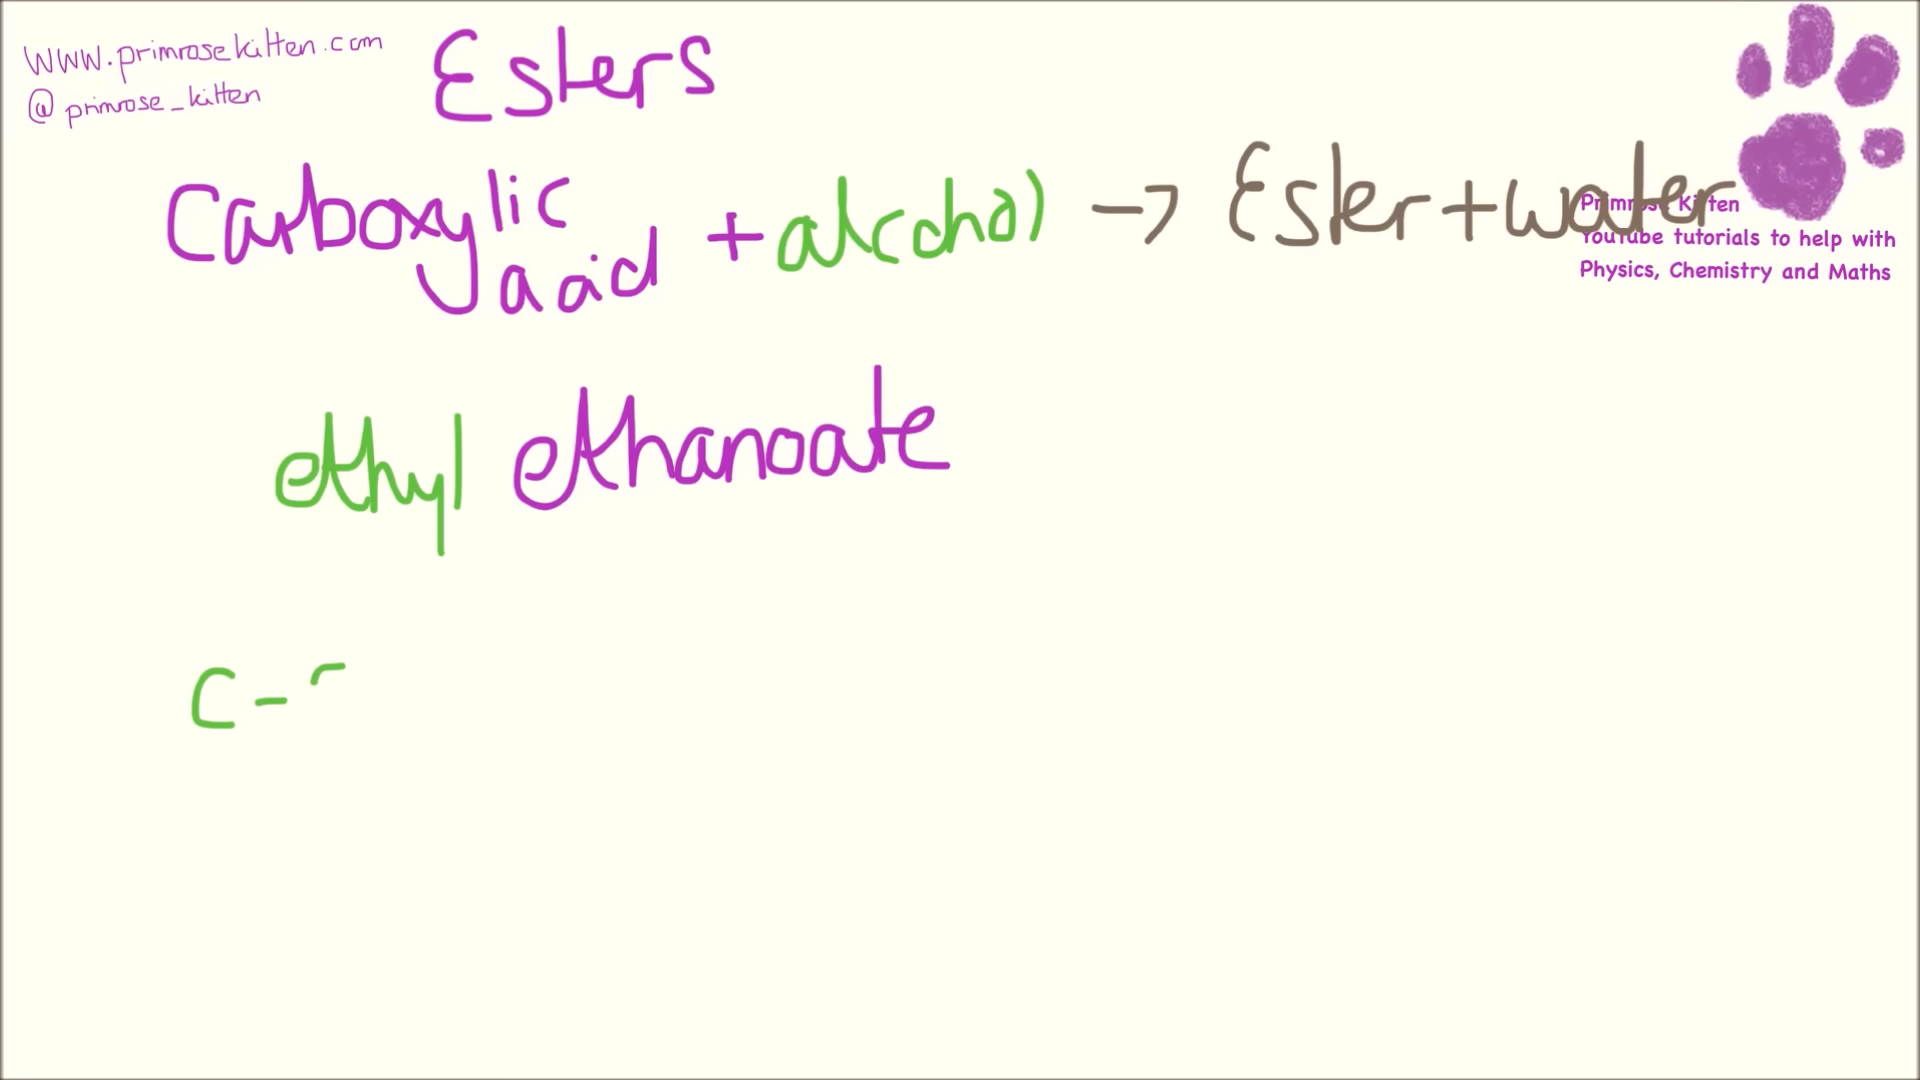 www.primrosekitten.com
@primrose_kitten
Esters
Carboxylic acid + alcohol → Ester + water
Primrose Kitten
YouTube tutorials to help with
Physics, Chemistry and Maths
ethyl ethanoate
C -